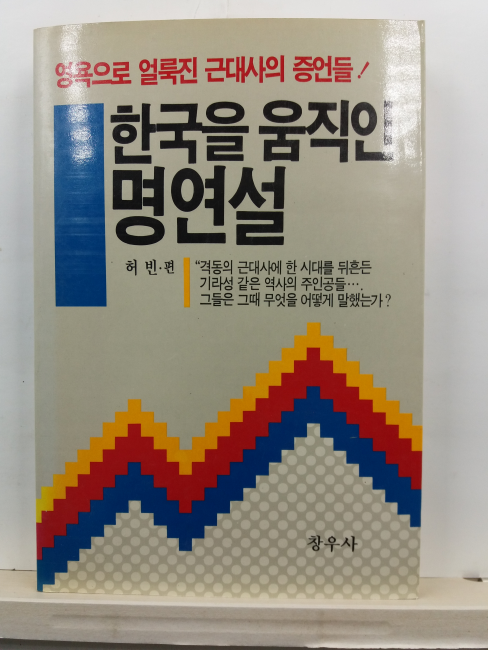 영욕으로 얼룩진 근대사의 증언들!
한국을 움직인
명연설
허 빈·편
“격동의 근대사에 한 시대를 뒤흔든
기라성 같은 역사의 주인공들….
그들은 그때 무엇을 어떻게 말했는가?
창우사